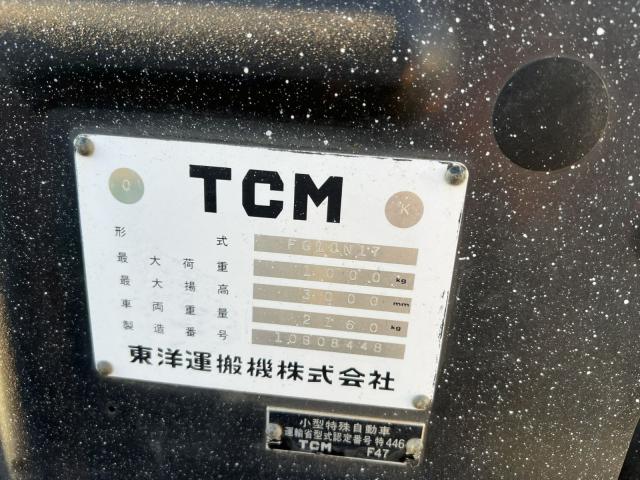 TCM
O K
形式 FG10N17
最大荷重 1000 kg
最大揚高 3000 mm
車両重量 2160 kg
製造番号 10808448
東洋運搬機株式会社
小型特殊自動車
運輸省型式認定番号 特446
TCM F47